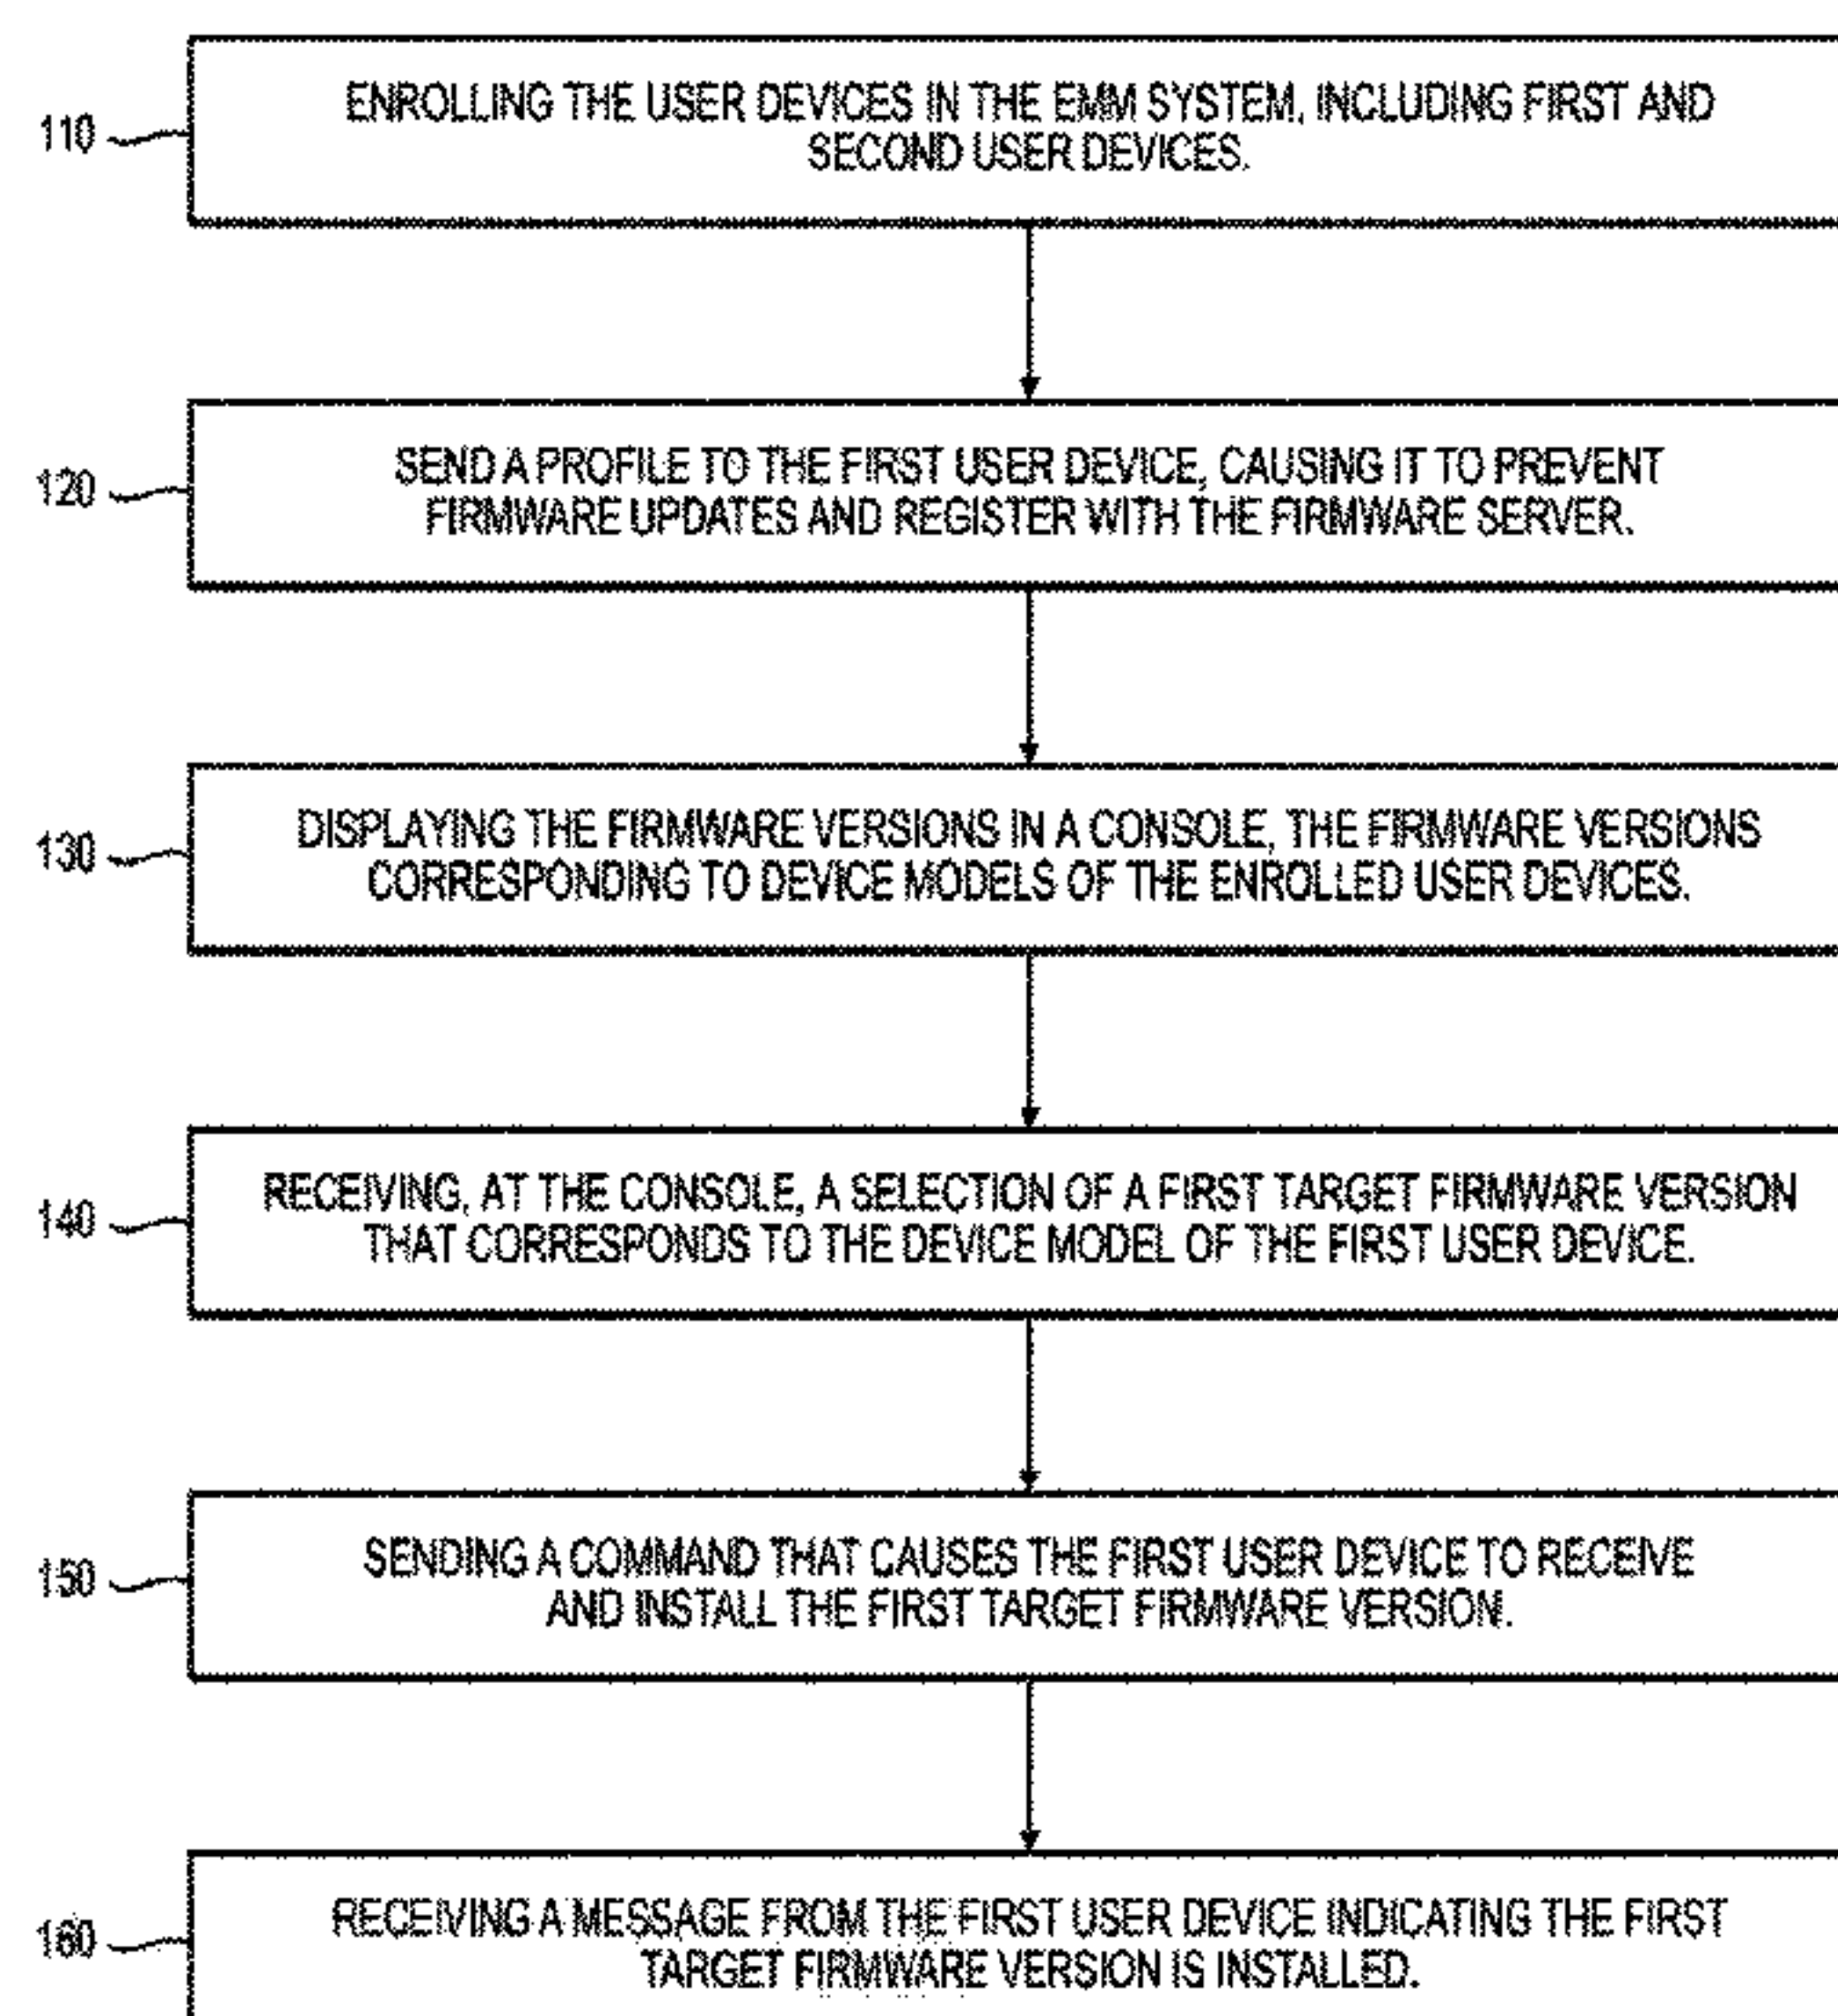 110
ENROLLING THE USER DEVICES IN THE EMM SYSTEM, INCLUDING FIRST AND
SECOND USER DEVICES.
120
SEND A PROFILE TO THE FIRST USER DEVICE, CAUSING IT TO PREVENT
FIRMWARE UPDATES AND REGISTER WITH THE FIRMWARE SERVER.
130
DISPLAYING THE FIRMWARE VERSIONS IN A CONSOLE, THE FIRMWARE VERSIONS
CORRESPONDING TO DEVICE MODELS OF THE ENROLLED USER DEVICES.
140
RECEIVING, AT THE CONSOLE, A SELECTION OF A FIRST TARGET FIRMWARE VERSION
THAT CORRESPONDS TO THE DEVICE MODEL OF THE FIRST USER DEVICE.
150
SENDING A COMMAND THAT CAUSES THE FIRST USER DEVICE TO RECEIVE
AND INSTALL THE FIRST TARGET FIRMWARE VERSION.
160
RECEIVING A MESSAGE FROM THE FIRST USER DEVICE INDICATING THE FIRST
TARGET FIRMWARE VERSION IS INSTALLED.